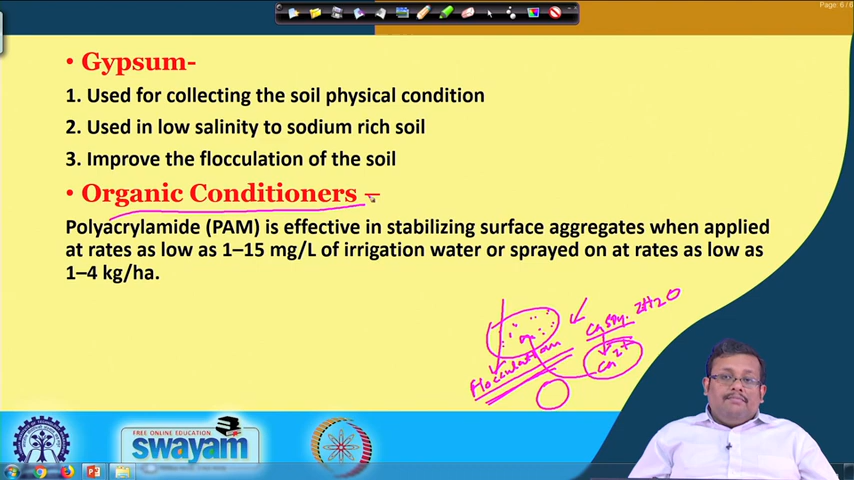 Page: 6 / 6
• Gypsum-
1. Used for collecting the soil physical condition
2. Used in low salinity to sodium rich soil
3. Improve the flocculation of the soil
• Organic Conditioners –
Polyacrylamide (PAM) is effective in stabilizing surface aggregates when applied
at rates as low as 1–15 mg/L of irrigation water or sprayed on at rates as low as
1–4 kg/ha.
CaSO4. 2H2O
Ca2+
Flocculation
FREE ONLINE EDUCATION
swayam